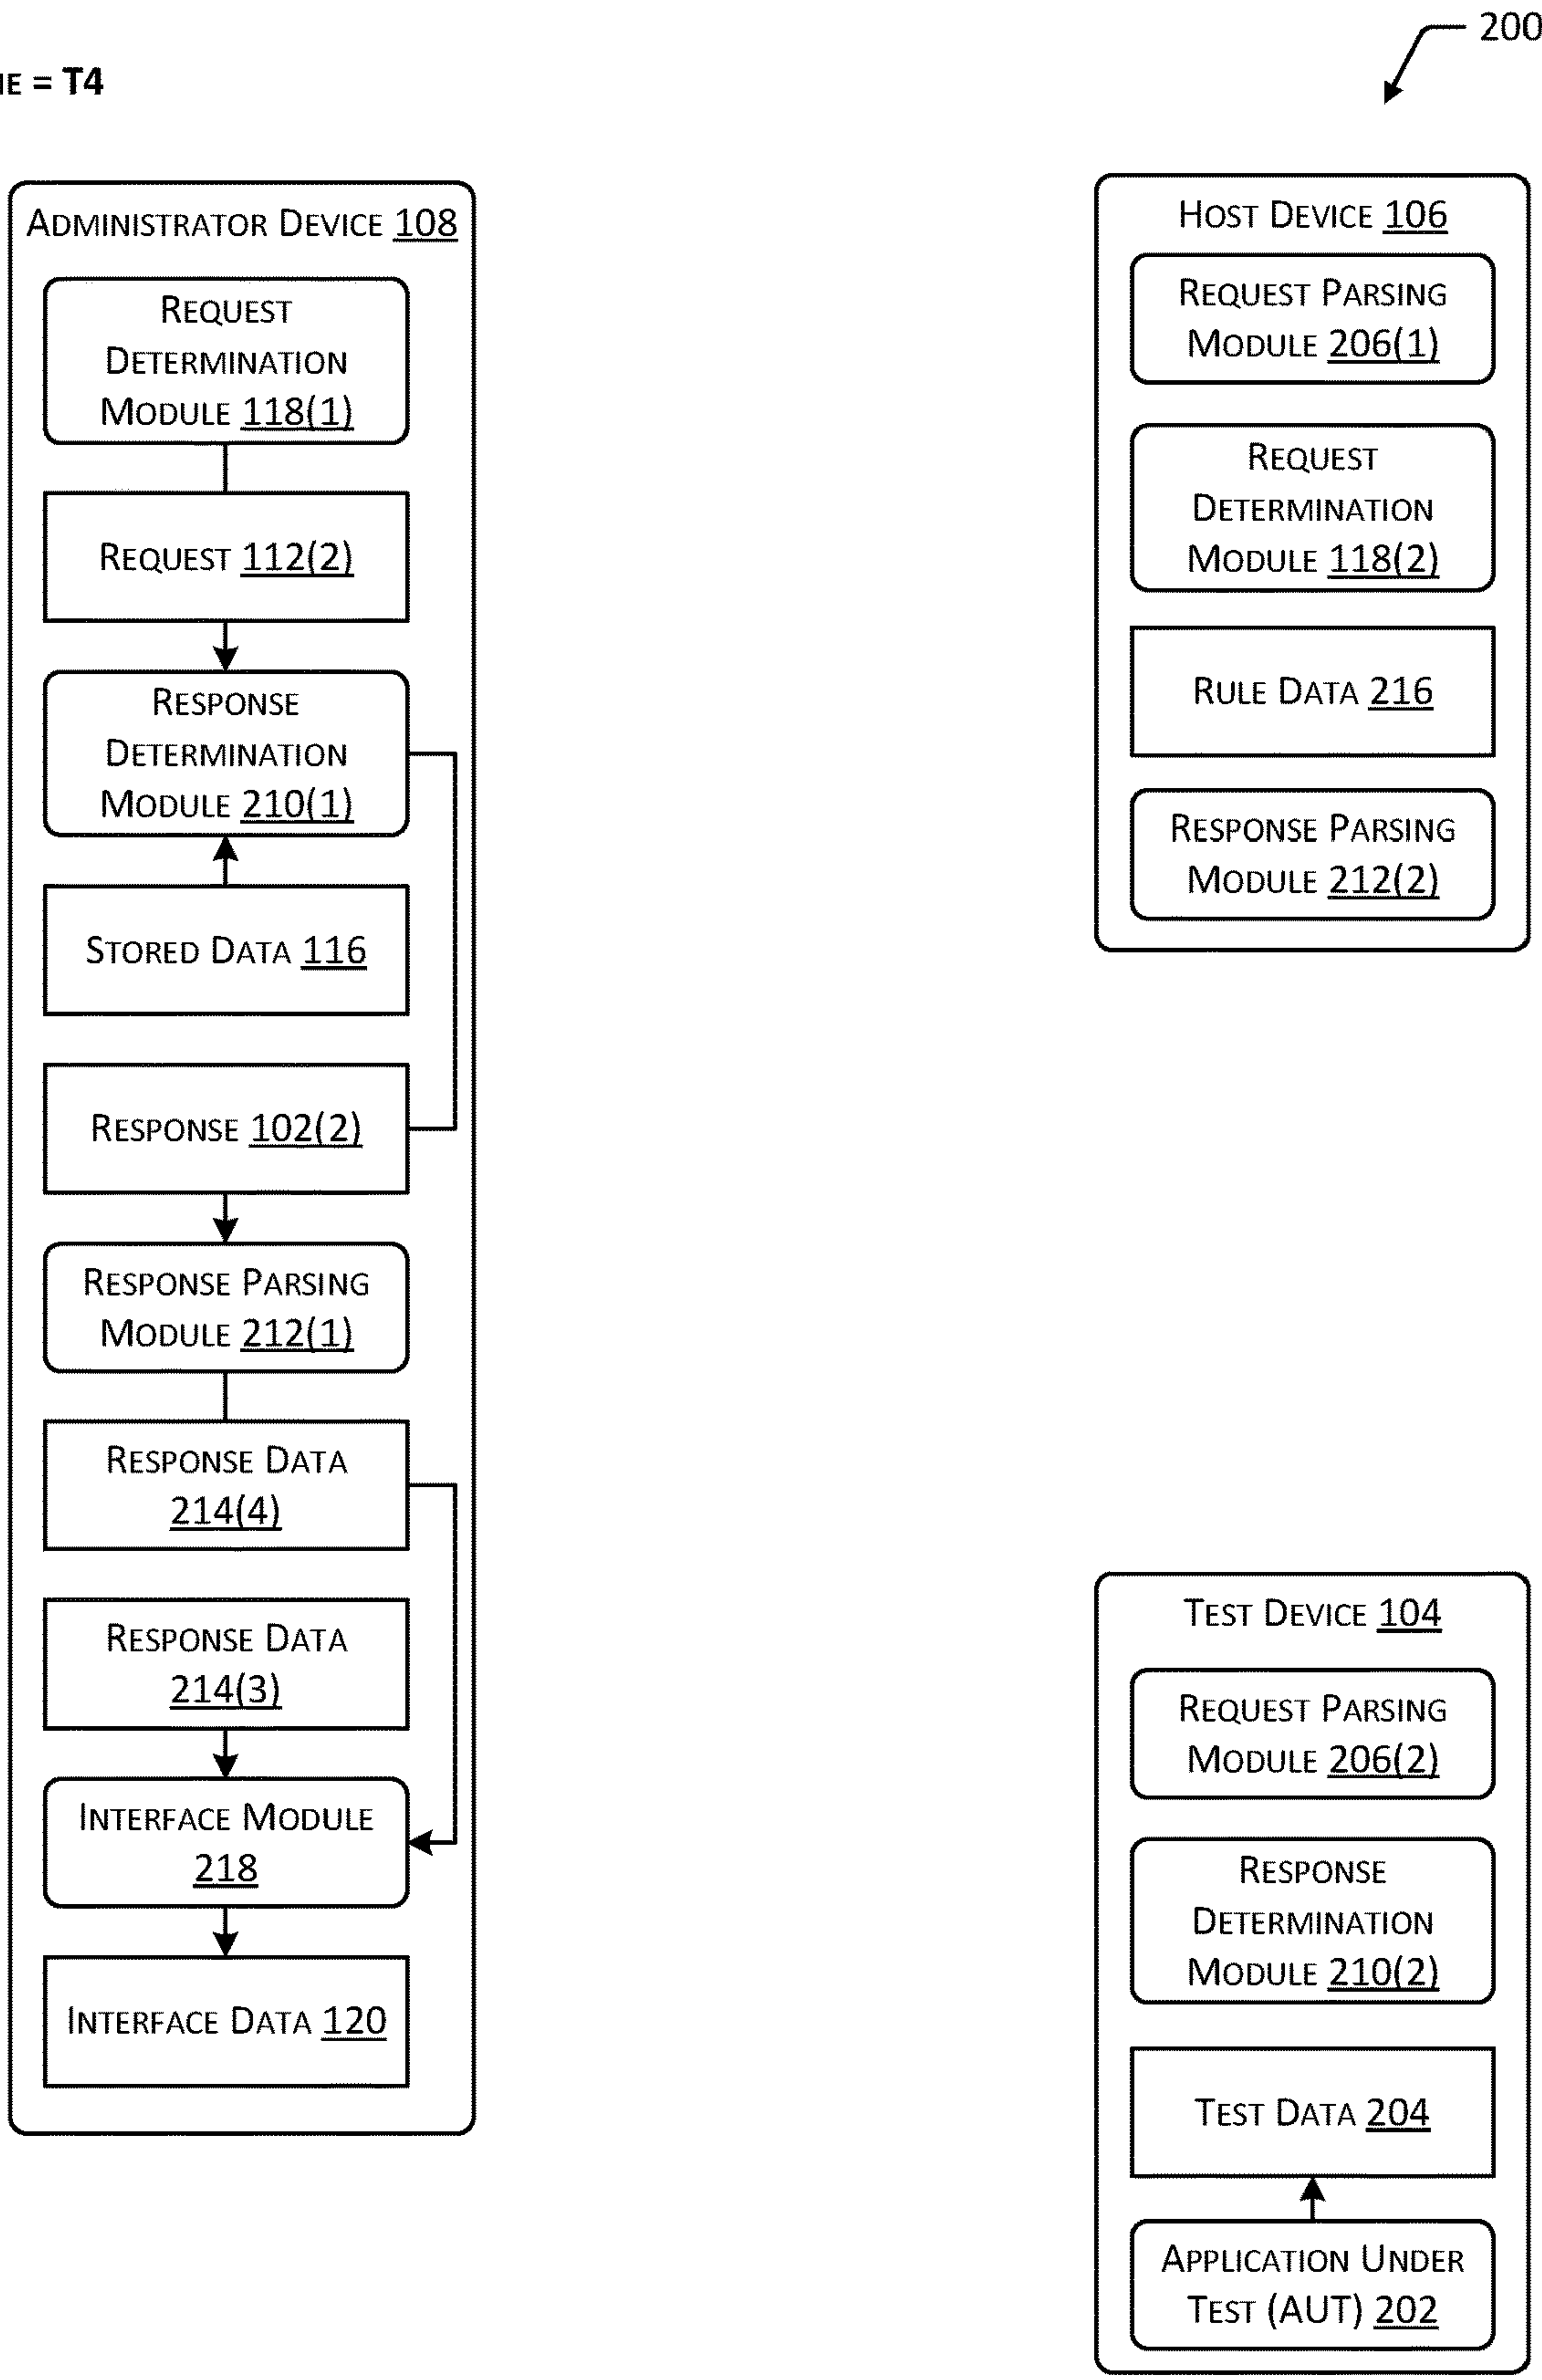 200
= T4
ADMINISTRATOR DEVICE 108
REQUEST
DETERMINATION
MODULE 118(1)
REQUEST 112(2)
RESPONSE
DETERMINATION
MODULE 210(1)
STORED DATA 116
RESPONSE 102(2)
RESPONSE PARSING
MODULE 212(1)
RESPONSE DATA
214(4)
RESPONSE DATA
214(3)
INTERFACE MODULE
218
INTERFACE DATA 120
HOST DEVICE 106
REQUEST PARSING
MODULE 206(1)
REQUEST
DETERMINATION
MODULE 118(2)
RULE DATA 216
RESPONSE PARSING
MODULE 212(2)
TEST DEVICE 104
REQUEST PARSING
MODULE 206(2)
RESPONSE
DETERMINATION
MODULE 210(2)
TEST DATA 204
APPLICATION UNDER
TEST (AUT) 202